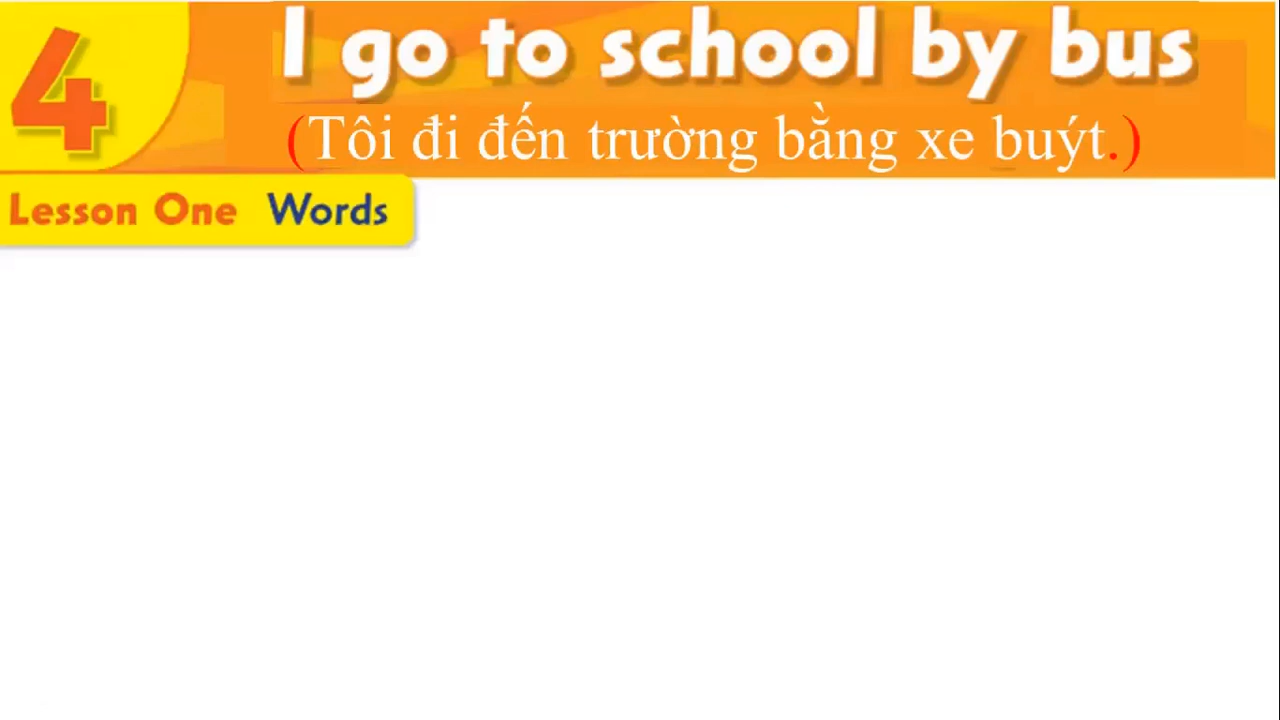 4
I go to school by bus
(Tôi đi đến trường bằng xe buýt.)
Lesson One Words